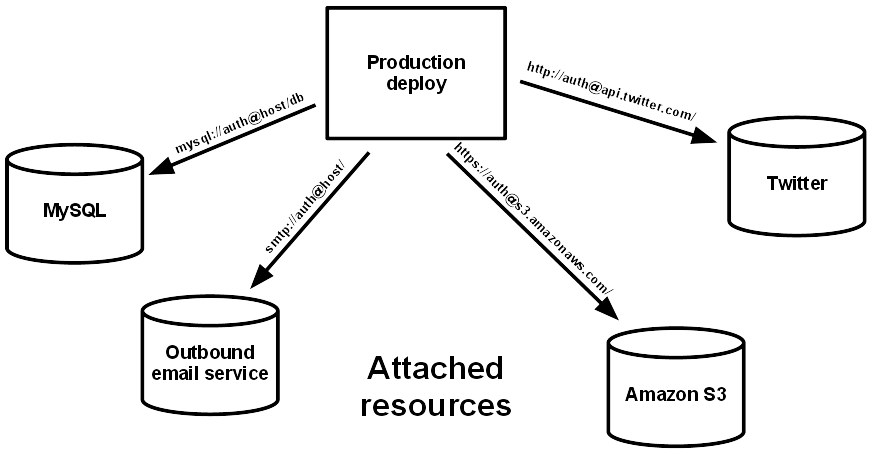 Production
deploy
mysql://auth@host/db
smtp://auth@host/
https://auth@s3.amazonaws.com/
http://auth@api.twitter.com/
MySQL
Outbound
email service
Amazon S3
Twitter
Attached
resources